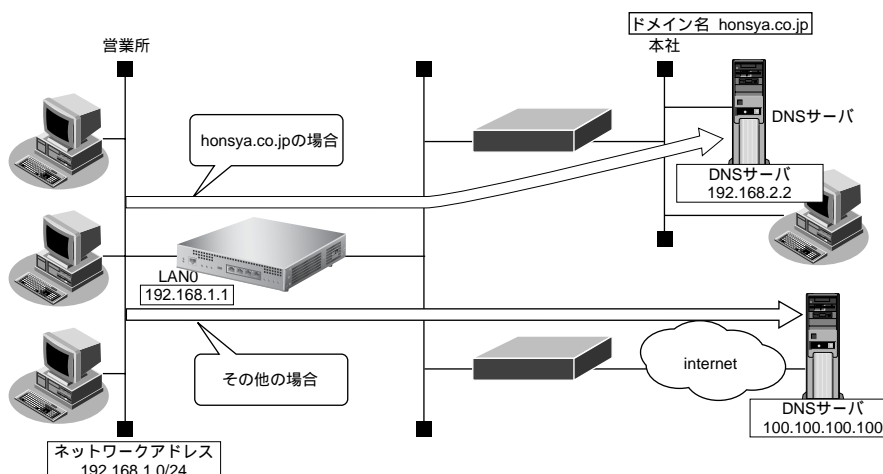 ドメイン名 honsya.co.jp
営業所
本社
honsya.co.jpの場合
DNSサーバ
DNSサーバ
192.168.2.2
LAN0
192.168.1.1
その他の場合
internet
DNSサーバ
100.100.100.100
ネットワークアドレス
192.168.1.0/24